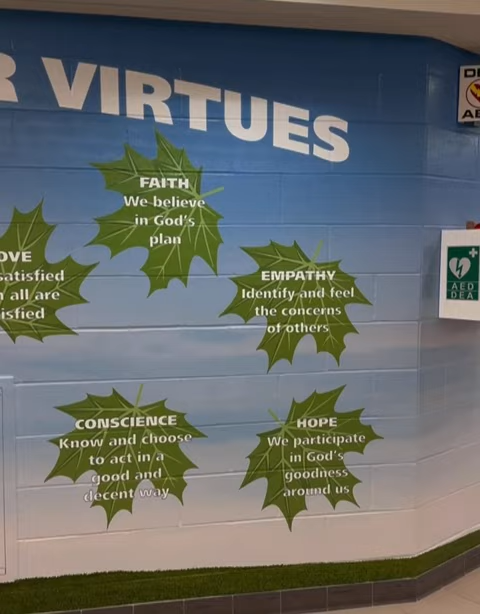 R VIRTUES
FAITH
We believe
in God's
plan
OVE
satisfied
all are
isfied
EMPATHY
Identify and feel
the concerns
of others
CONSCIENCE
Know and choose
to act in a
good and
decent way
HOPE
We participate
in God's
goodness
around us
AED
DEA